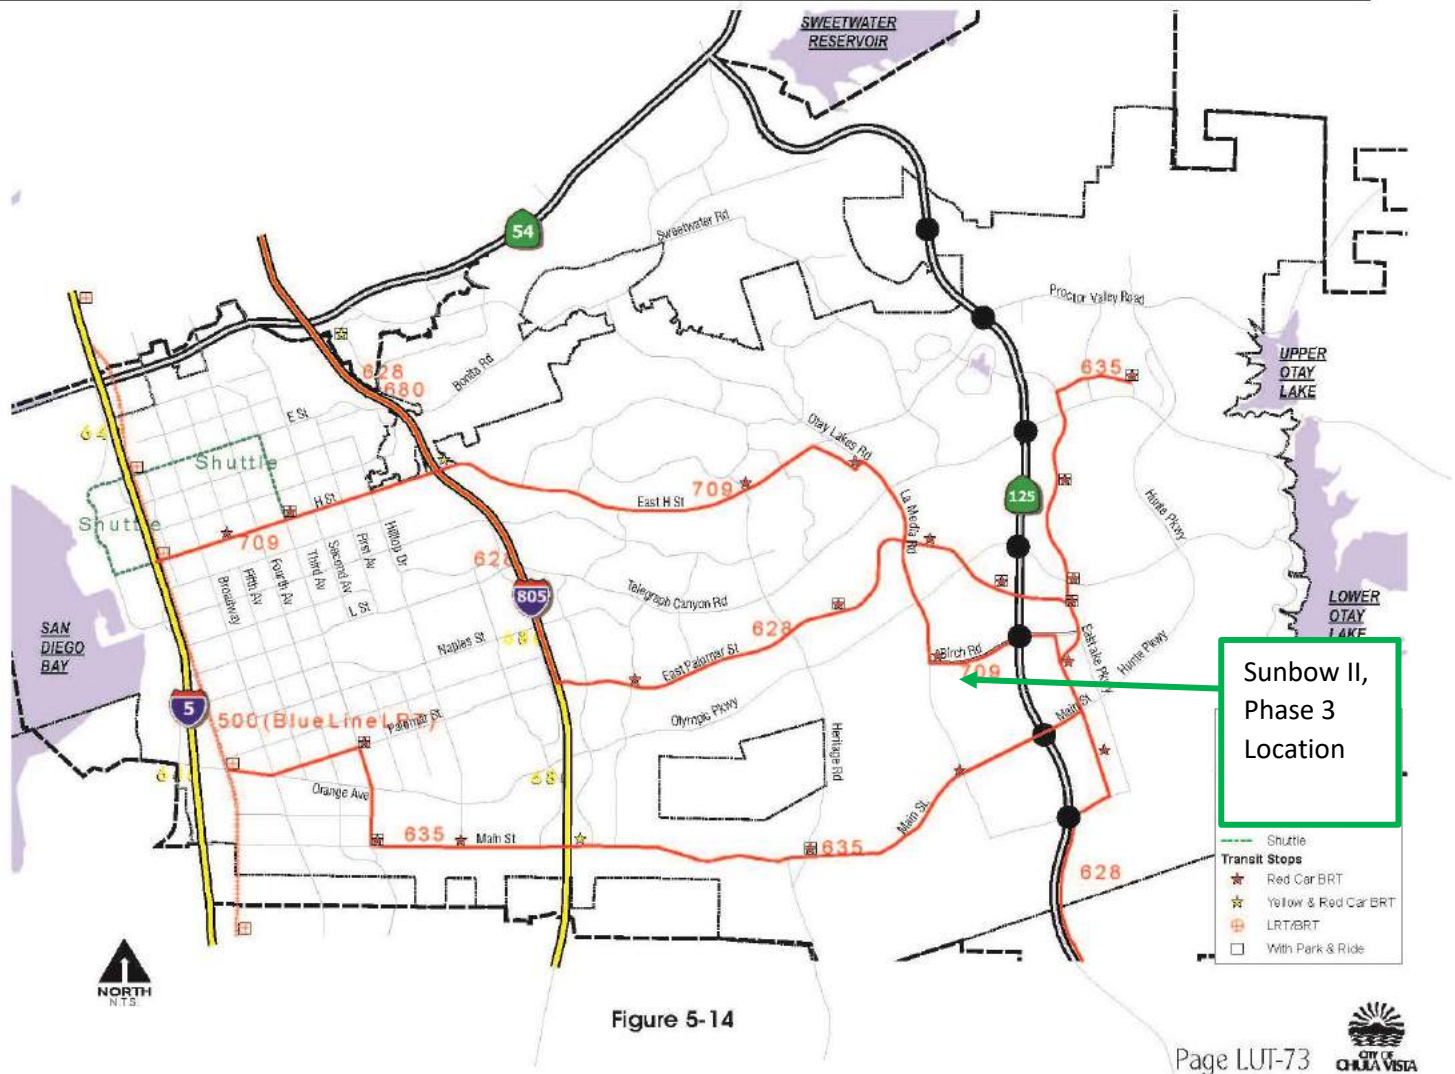 SWEETWATER
RESERVOIR
54
Sweetwater Rd
Proctor Valley Road
UPPER
OTAY
LAKE
628
680
Bonita Rd
635
E St
64
Shuttle
Otay Lakes Rd
H St
East H St
709
La Media Rd
125
Hunte Pkwy
Shuttle
709
Hilltop Dr
First Av
Second Av
Third Av
Fourth Av
Fifth Av
Broadway
L St
628
805
Telegraph Canyon Rd
SAN
DIEGO
BAY
Naples St
68
628
East Palomar St
LOWER
OTAY
LAKE
Birch Rd
709
Eastlake Pkwy
Hunte Pkwy
Sunbow II,
Phase 3
Location
5
500 (BlueLine LRT)
Palomar St
Olympic Pkwy
Heritage Rd
Main St
Orange Ave
68
635
Main St
635
Main St.
628
Shuttle
Transit Stops
Red Car BRT
Yellow & Red Car BRT
LRT/BRT
With Park & Ride
NORTH
N.T.S.
Figure 5-14
Page LUT-73
CITY OF
CHULA VISTA